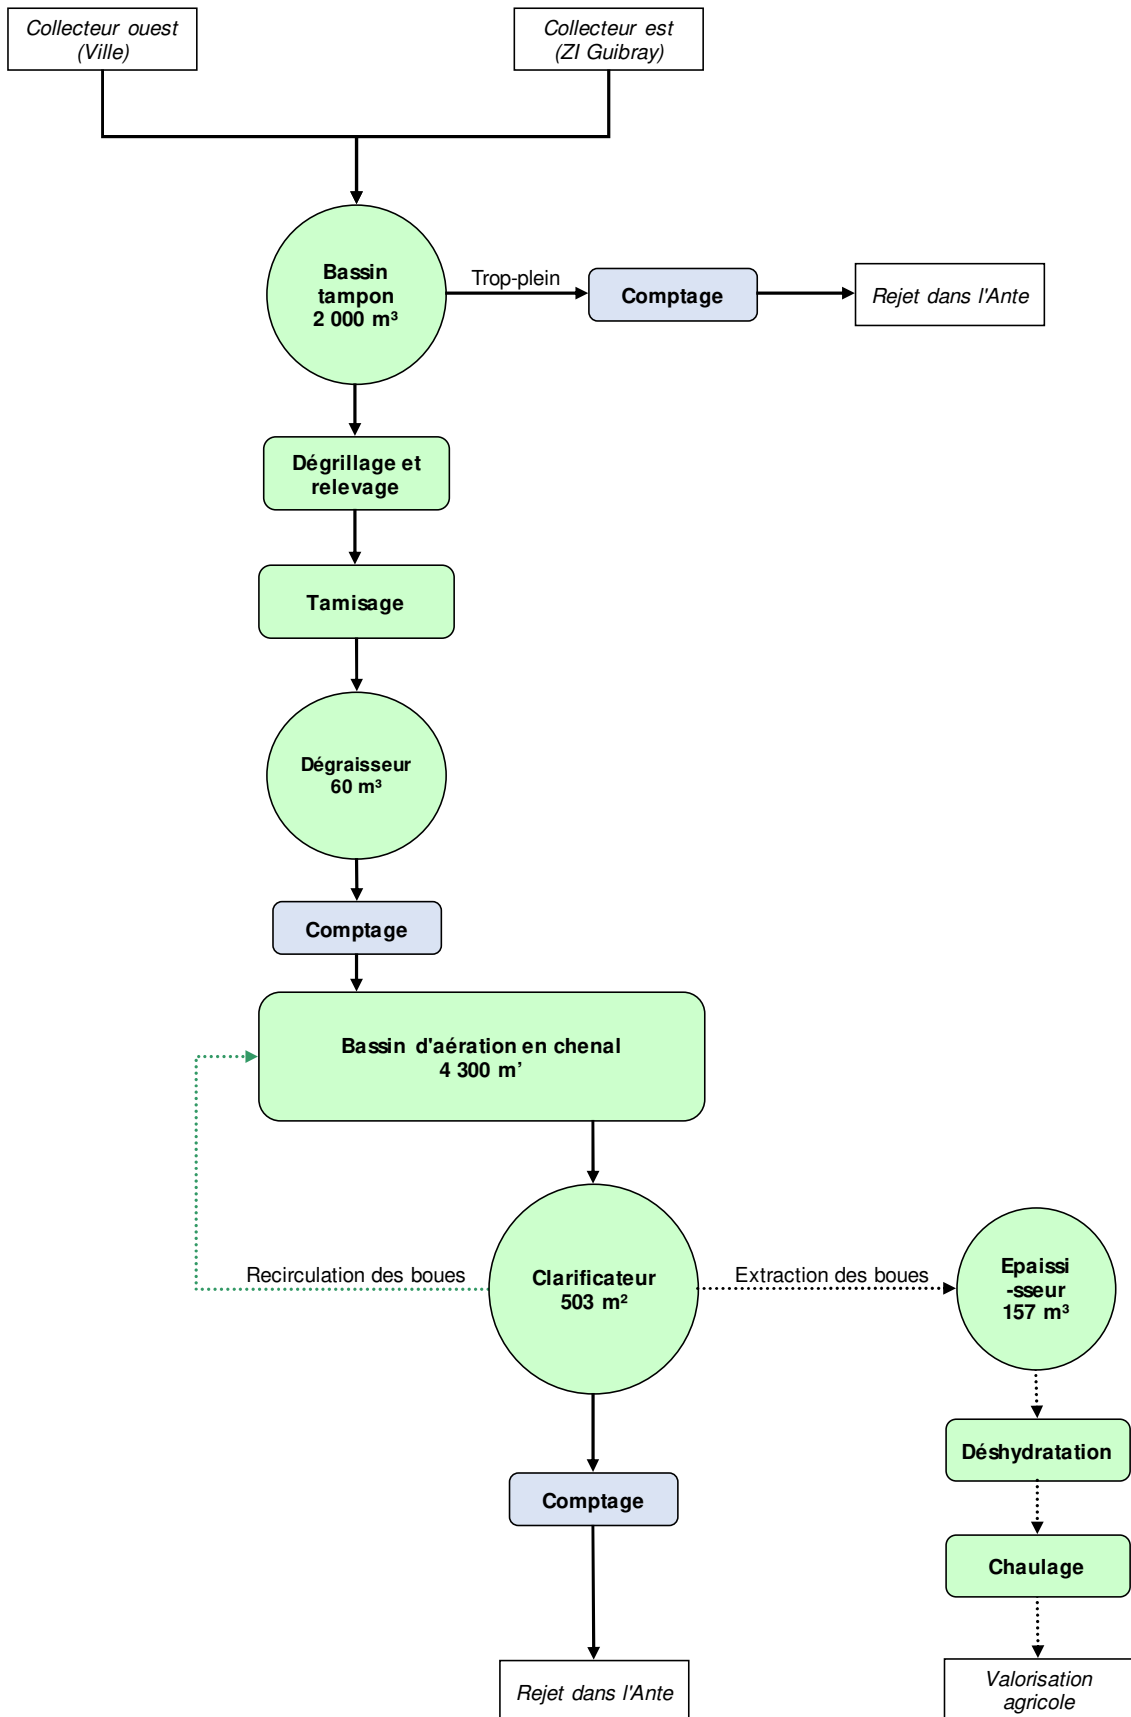 Collecteur ouest
(Ville)
Collecteur est
(ZI Guibray)
Bassin
tampon
2 000 m³
Trop-plein
Comptage
Rejet dans l'Ante
Dégrillage et
relevage
Tamisage
Dégraisseur
60 m³
Comptage
Bassin d'aération en chenal
4 300 m’
Recirculation des boues
Clarificateur
503 m²
Extraction des boues
Epaissi
-sseur
157 m³
Déshydratation
Comptage
Chaulage
Rejet dans l'Ante
Valorisation
agricole